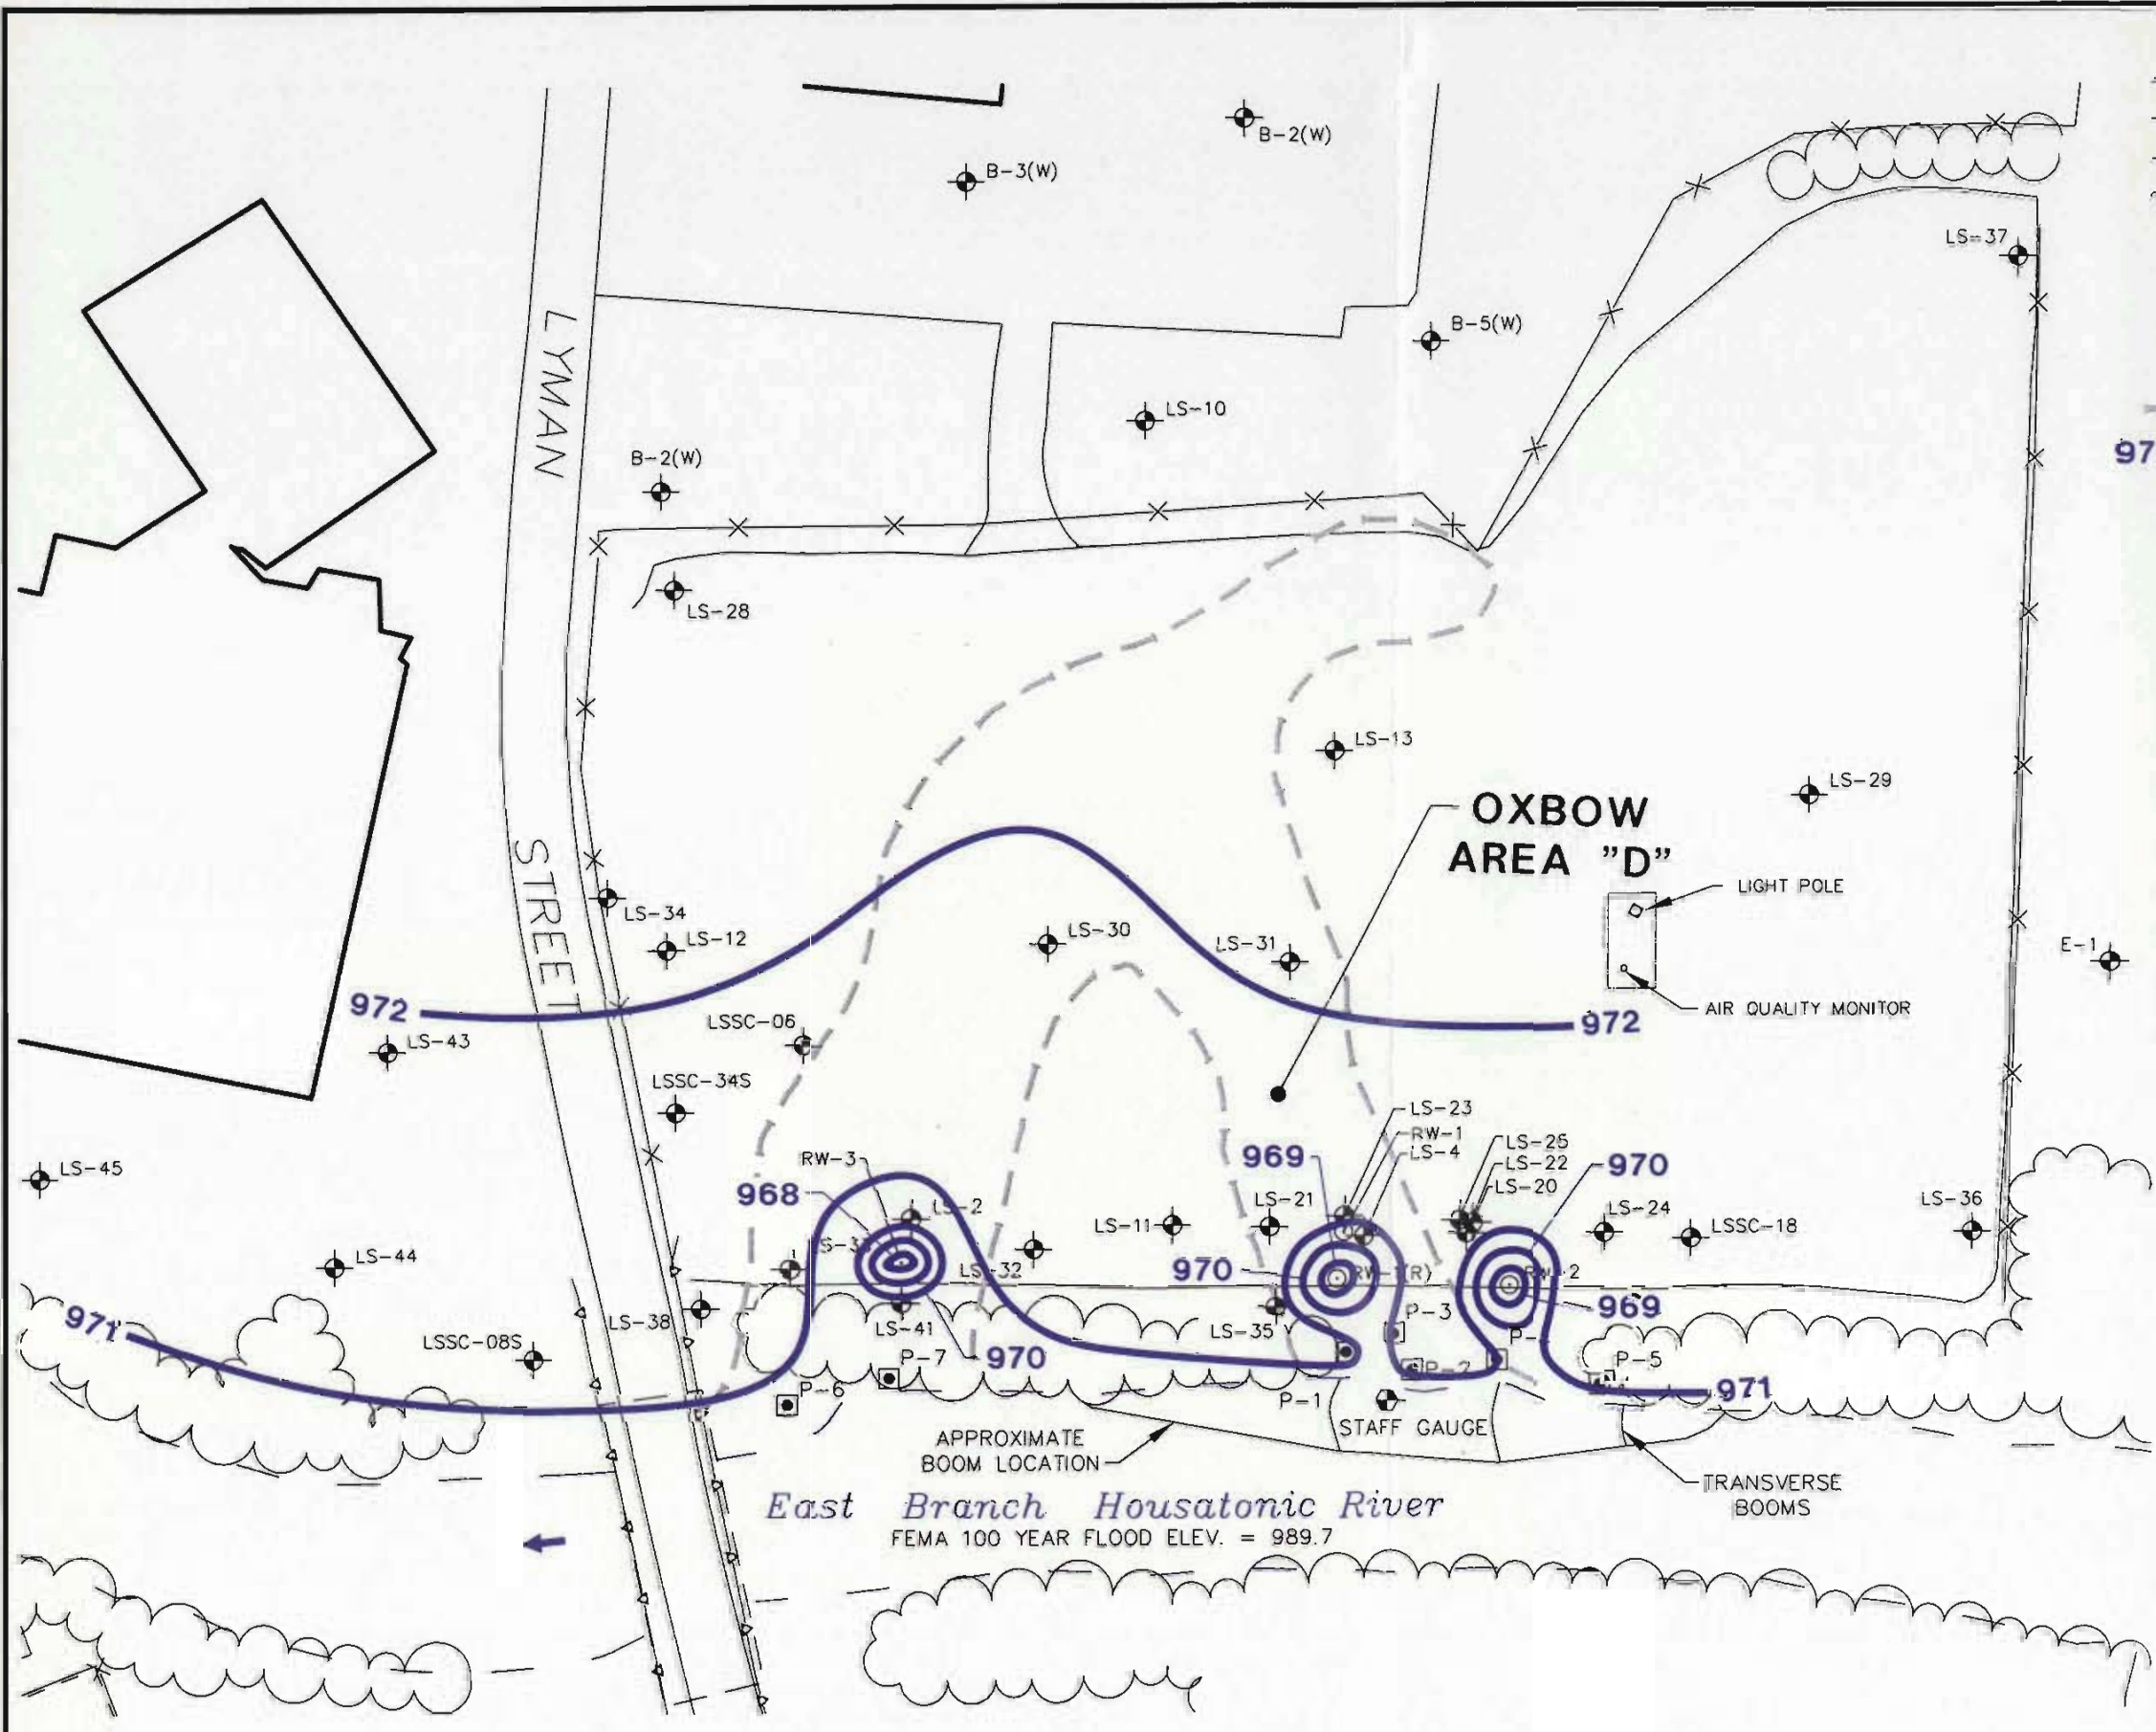 B-2(W)
B-3(W)
LS-37
B-5(W)
LS-10
LYMAN
B-2(W)
97
LS-28
LS-13
LS-29
OXBOW
AREA "D"
LIGHT POLE
STREET
LS-34
LS-12
LS-30
LS-31
E-1
972
AIR QUALITY MONITOR
972
LS-43
LSSC-06
LSSC-34S
LS-23
RW-1
LS-4
LS-25
LS-22
LS-20
969
970
LS-45
RW-3
968
LS-2
LS-11
LS-21
LS-24
LSSC-18
LS-36
LS-44
LS-32
970
RW-1(R)
969
971
LS-38
LS-41
LS-35
P-3
LSSC-08S
P-7
970
P-2
P-5
971
P-6
P-1
STAFF GAUGE
APPROXIMATE
BOOM LOCATION
TRANSVERSE
BOOMS
East Branch Housatonic River
FEMA 100 YEAR FLOOD ELEV. = 989.7